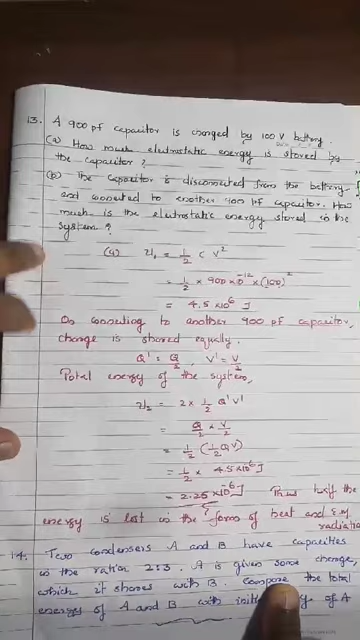 13. A 900 pf capacitor is charged by 100 V battery.
(a) How much electrostatic energy is stored by
the capacitor?
(b) The capacitor is disconnected from the battery
and connected to another 900 pf capacitor. How
much is the electrostatic energy stored in the
system?
(a) U₁ = 1/2 C V²
= 1/2 × 900 × 10⁻¹² × (100)²
= 4.5 × 10⁻⁶ J
On connecting to another 900 pf capacitor,
charge is shared equally.
Q' = Q/2, V' = V/2
Total energy of the system,
U₂ = 2 × 1/2 Q' V'
= Q/2 × V/2
= 1/2 (1/2 QV)
= 1/2 × 4.5 × 10⁻⁶ J
= 2.25 × 10⁻⁶ J Thus half the
energy is lost in the form of heat and E.M
radiation
14. Two condensers A and B have capacities
in the ratio 2:3. A is given some charge,
which it shares with B. Compare the total
energy of A and B with of A